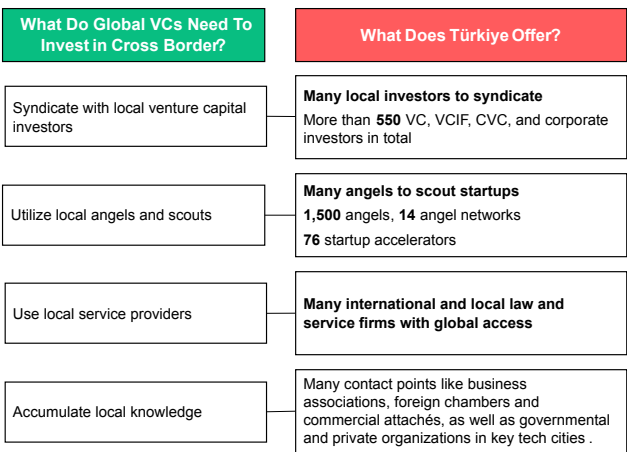 What Do Global VCs Need To
Invest in Cross Border?
What Does Türkiye Offer?
Syndicate with local venture capital
investors
Many local investors to syndicate
More than 550 VC, VCIF, CVC, and corporate
investors in total
Utilize local angels and scouts
Many angels to scout startups
1,500 angels, 14 angel networks
76 startup accelerators
Use local service providers
Many international and local law and
service firms with global access
Accumulate local knowledge
Many contact points like business
associations, foreign chambers and
commercial attachés, as well as governmental
and private organizations in key tech cities .